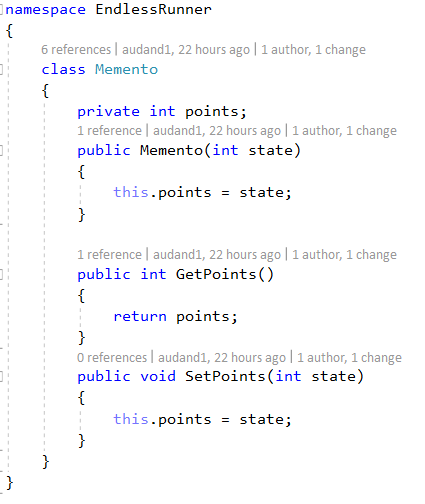 namespace EndlessRunner
{
6 references | audand1, 22 hours ago | 1 author, 1 change
class Memento
{
private int points;
1 reference | audand1, 22 hours ago | 1 author, 1 change
public Memento(int state)
{
this.points = state;
}
1 reference | audand1, 22 hours ago | 1 author, 1 change
public int GetPoints()
{
return points;
}
0 references | audand1, 22 hours ago | 1 author, 1 change
public void SetPoints(int state)
{
this.points = state;
}
}
}